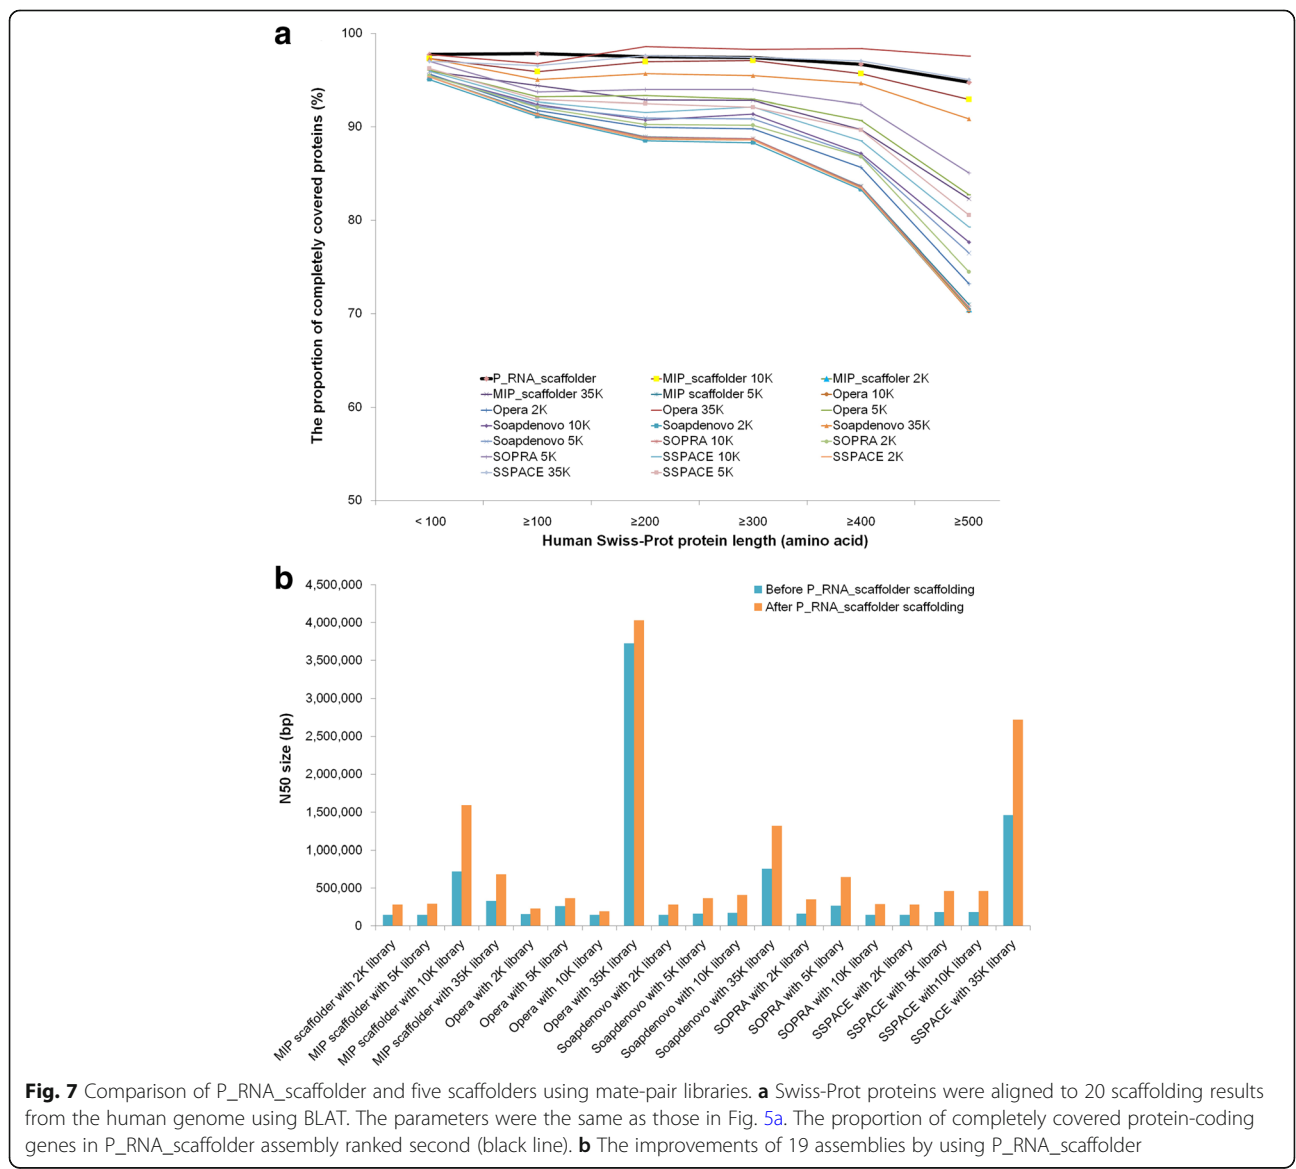 a
100
90
80
70
60
50
The proportion of completely covered proteins (%)
P_RNA_scaffolder MIP_scaffolder 10K MIP_scaffoler 2K
MIP_scaffolder 35K MIP scaffolder 5K Opera 10K
Opera 2K Opera 35K Opera 5K
Soapdenovo 10K Soapdenovo 2K Soapdenovo 35K
Soapdenovo 5K SOPRA 10K SOPRA 2K
SOPRA 5K SSPACE 10K SSPACE 2K
SSPACE 35K SSPACE 5K
< 100 ≥100 ≥200 ≥300 ≥400 ≥500
Human Swiss-Prot protein length (amino acid)
b
4,500,000
4,000,000
3,500,000
3,000,000
2,500,000
2,000,000
1,500,000
1,000,000
500,000
0
N50 size (bp)
Before P_RNA_scaffolder scaffolding
After P_RNA_scaffolder scaffolding
MIP scaffolder with 2K library
MIP scaffolder with 5K library
MIP scaffolder with 10K library
MIP scaffolder with 35K library
Opera with 2K library
Opera with 5K library
Opera with 10K library
Opera with 35K library
Soapdenovo with 2K library
Soapdenovo with 5K library
Soapdenovo with 10K library
Soapdenovo with 35K library
SOPRA with 2K library
SOPRA with 5K library
SOPRA with 10K library
SSPACE with 2K library
SSPACE with 5K library
SSPACE with10K library
SSPACE with 35K library
Fig. 7 Comparison of P_RNA_scaffolder and five scaffolders using mate-pair libraries. a Swiss-Prot proteins were aligned to 20 scaffolding results
from the human genome using BLAT. The parameters were the same as those in Fig. 5a. The proportion of completely covered protein-coding
genes in P_RNA_scaffolder assembly ranked second (black line). b The improvements of 19 assemblies by using P_RNA_scaffolder